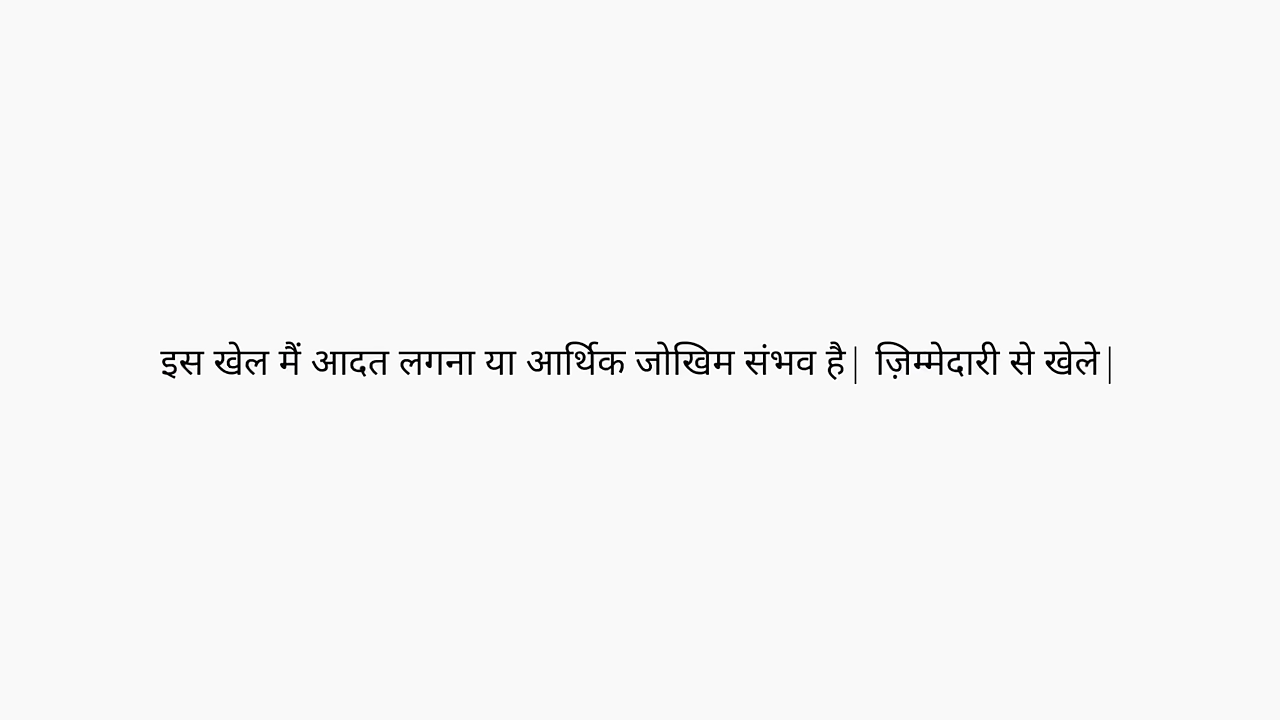 इस खेल मैं आदत लगना या आर्थिक जोखिम संभव है| ज़िम्मेदारी से खेले|